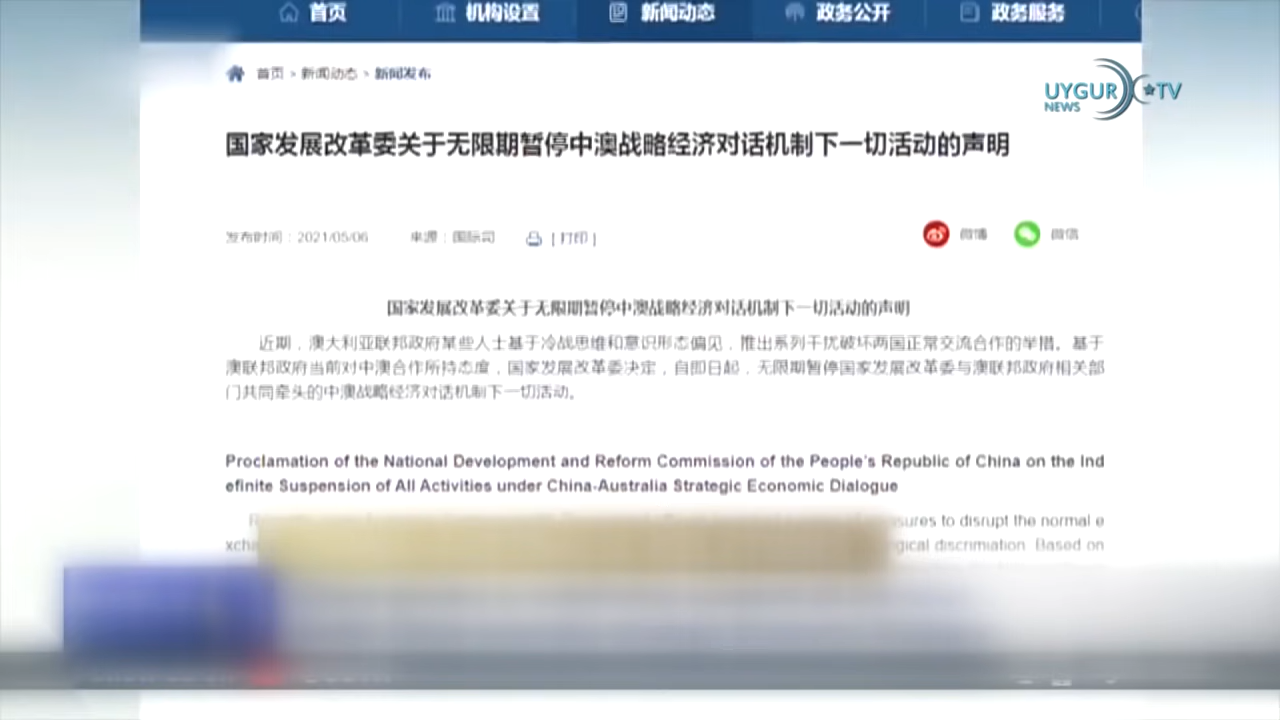 首页 机构设置 新闻动态 政务公开 政务服务
首页 > 新闻动态 > 新闻发布
UYGUR TV
NEWS
国家发展改革委关于无限期暂停中澳战略经济对话机制下一切活动的声明
发布时间：2021/05/06 来源：国际司 [ 打印 ] 微博 微信
国家发展改革委关于无限期暂停中澳战略经济对话机制下一切活动的声明
近期，澳大利亚联邦政府某些人士基于冷战思维和意识形态偏见，推出系列干扰破坏两国正常交流合作的举措。基于
澳联邦政府当前对中澳合作所持态度，国家发展改革委决定，自即日起，无限期暂停国家发展改革委与澳联邦政府相关部
门共同牵头的中澳战略经济对话机制下一切活动。
Proclamation of the National Development and Reform Commission of the People's Republic of China on the Ind
efinite Suspension of All Activities under China-Australia Strategic Economic Dialogue
to disrupt the normal e
discrimiation. Based on